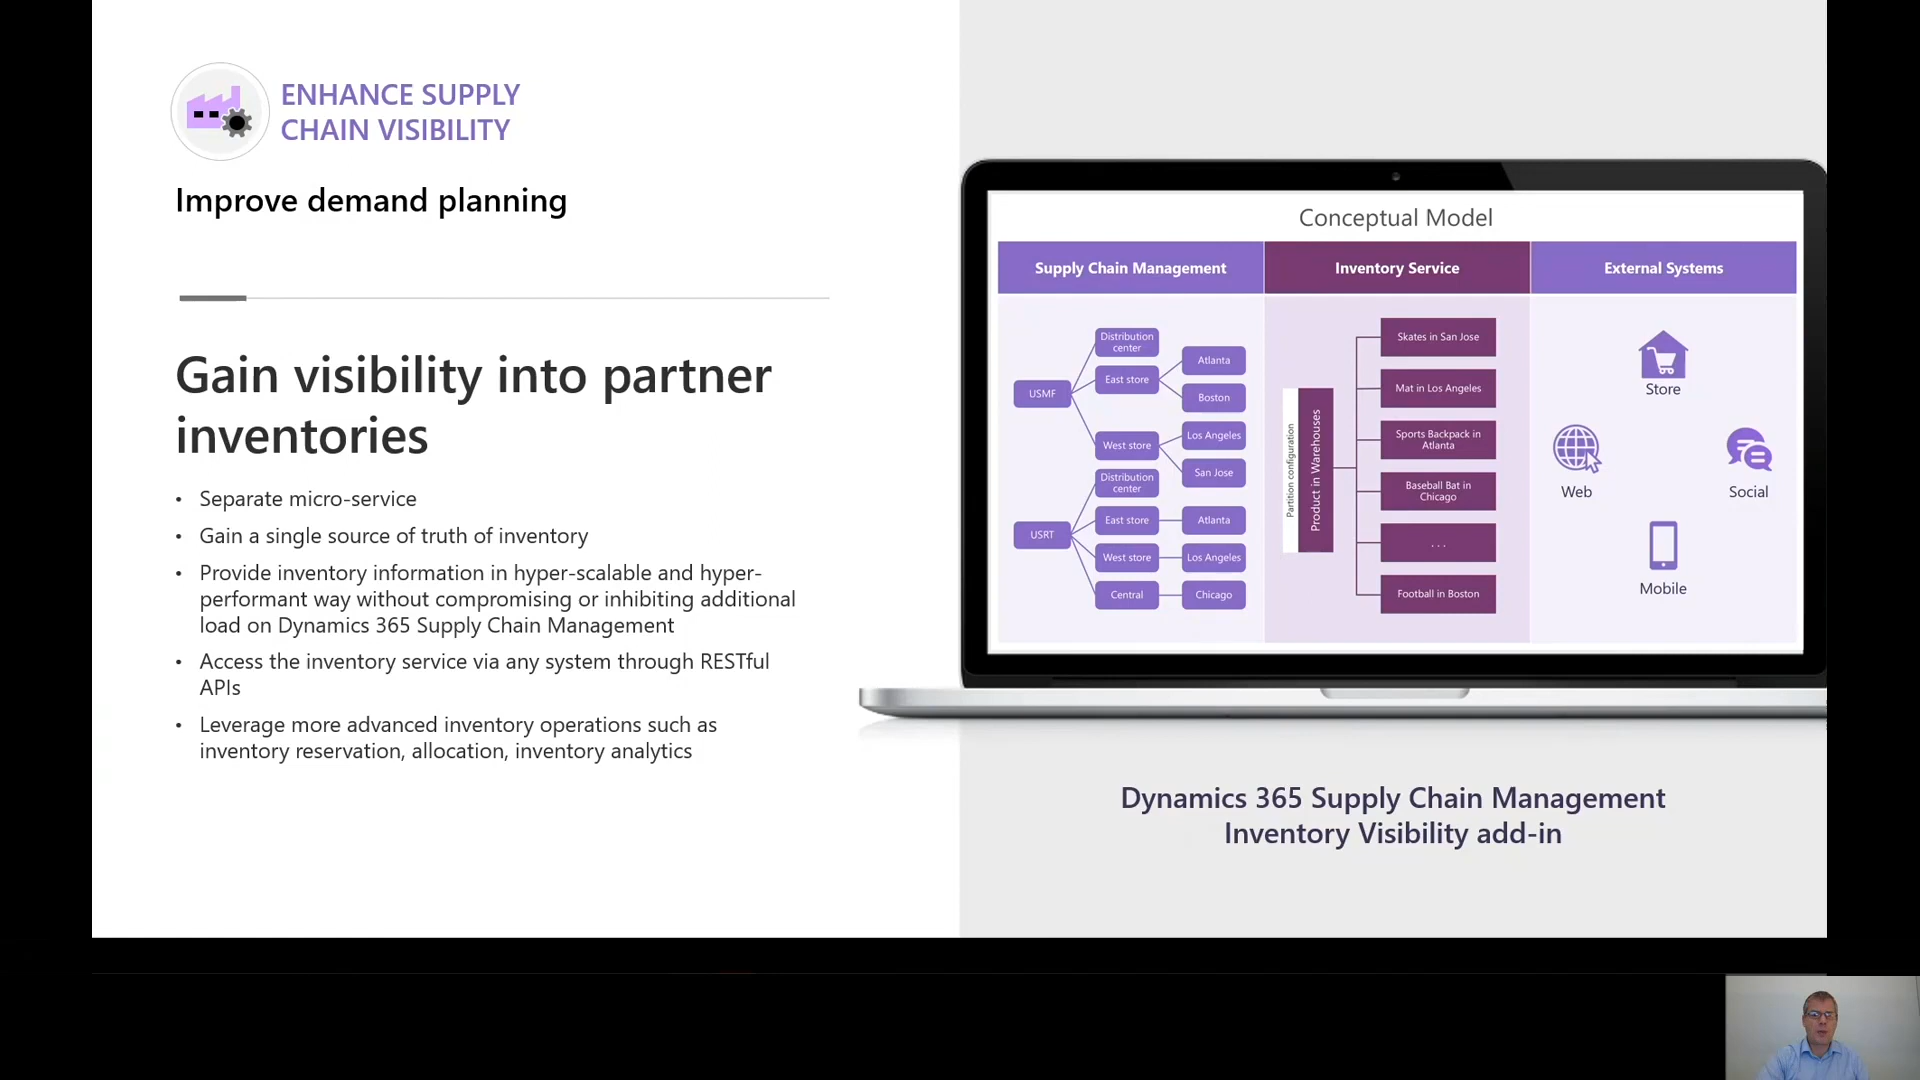 ENHANCE SUPPLY
CHAIN VISIBILITY
Improve demand planning
Gain visibility into partner
inventories
• Separate micro-service
• Gain a single source of truth of inventory
• Provide inventory information in hyper-scalable and hyper-
performant way without compromising or inhibiting additional
load on Dynamics 365 Supply Chain Management
• Access the inventory service via any system through RESTful
APIs
• Leverage more advanced inventory operations such as
inventory reservation, allocation, inventory analytics
Conceptual Model
Supply Chain Management
USMF
Distribution
center
East store
Atlanta
Boston
West store
Los Angeles
San Jose
USRT
Distribution
center
East store
Atlanta
West store
Los Angeles
Central
Chicago
Inventory Service
Partition configuration
Product in Warehouses
Skates in San Jose
Mat in Los Angeles
Sports Backpack in
Atlanta
Baseball Bat in
Chicago
. . .
Football in Boston
External Systems
Store
Web
Social
Mobile
Dynamics 365 Supply Chain Management
Inventory Visibility add-in